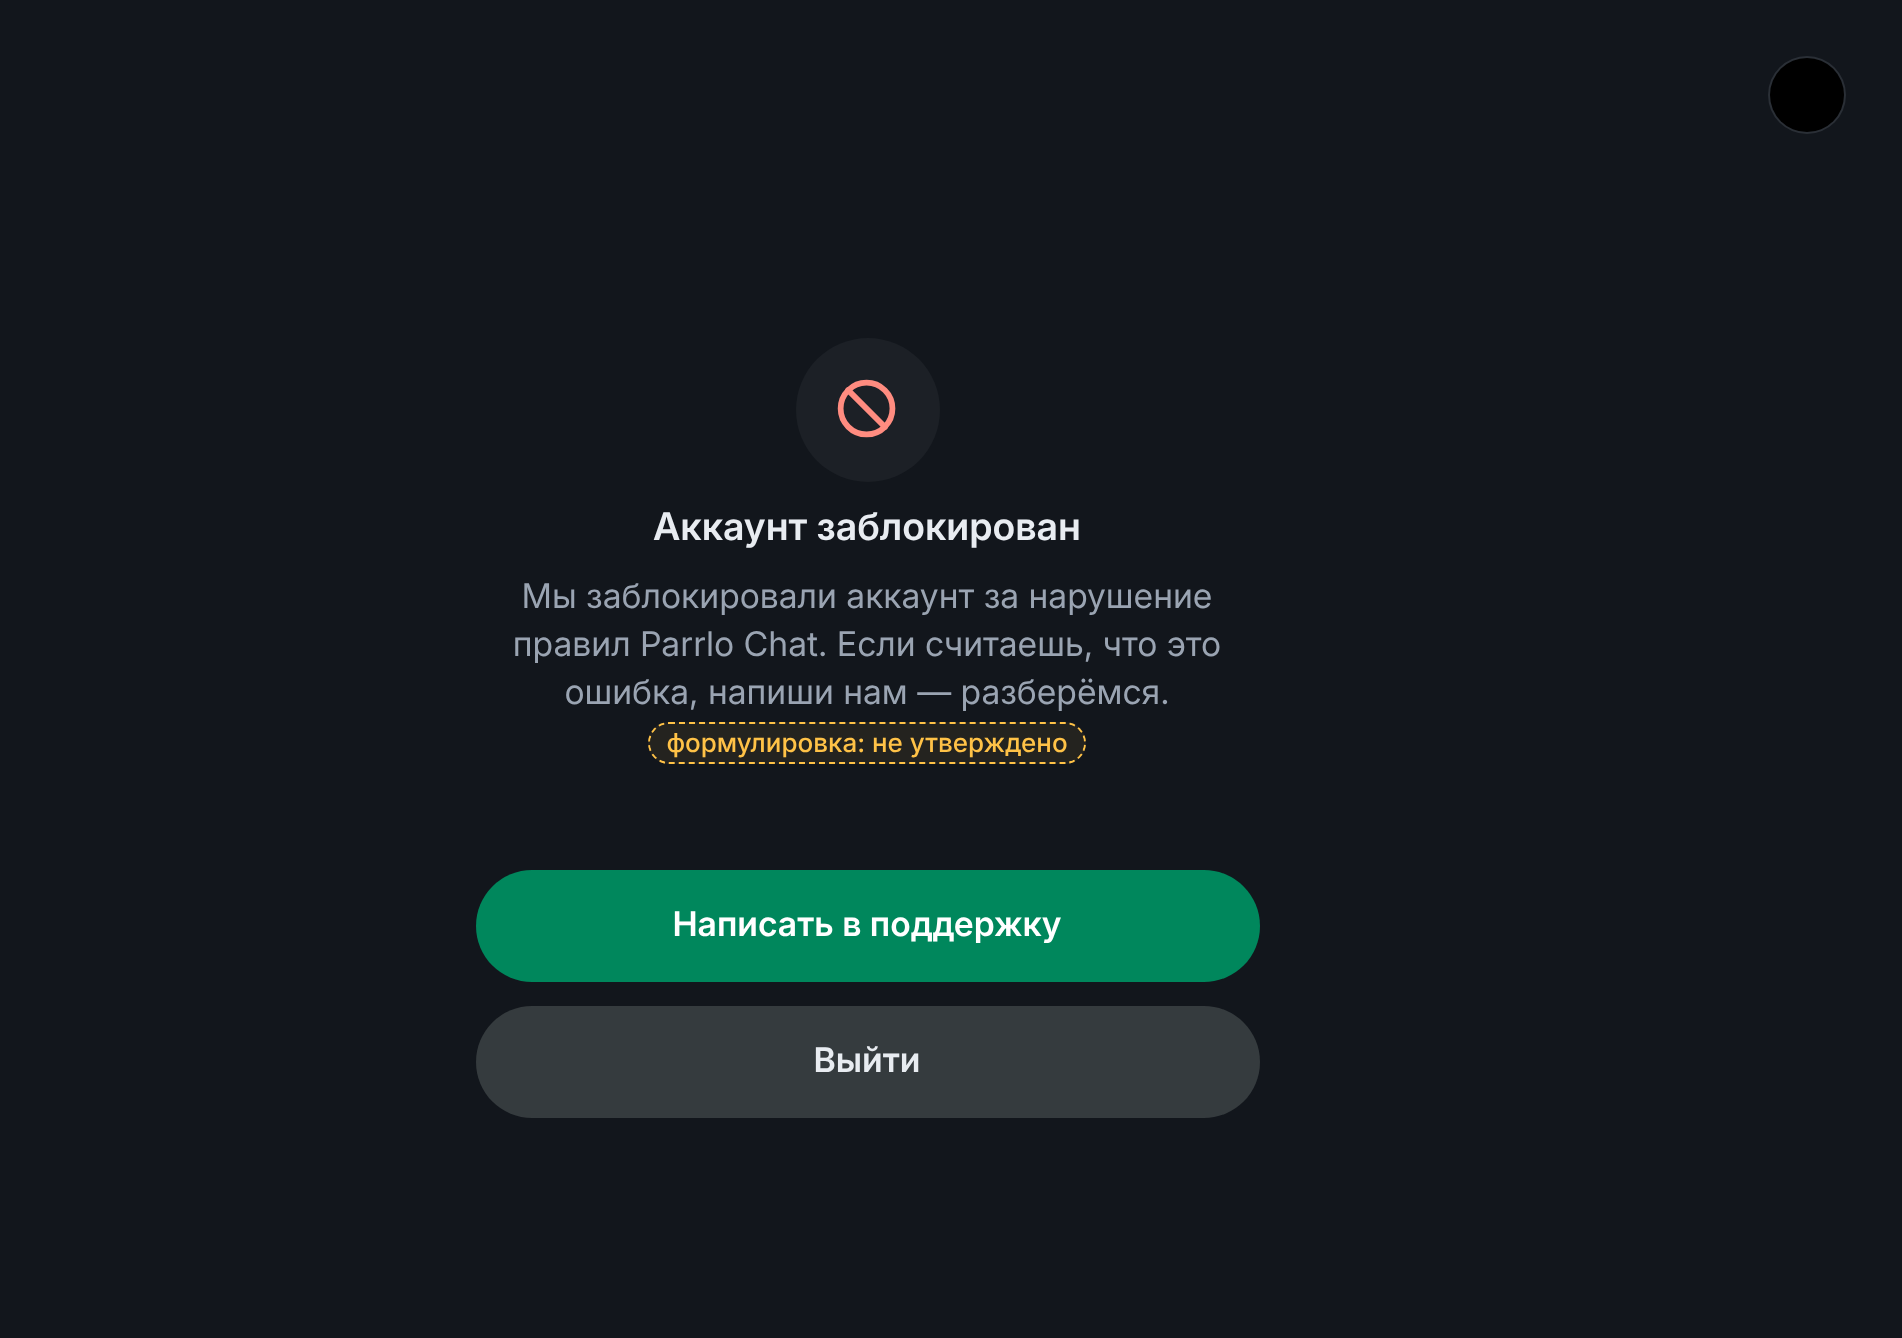 Аккаунт заблокирован
Мы заблокировали аккаунт за нарушение
правил Parrlo Chat. Если считаешь, что это
ошибка, напиши нам — разберёмся.
формулировка: не утверждено
Написать в поддержку
Выйти